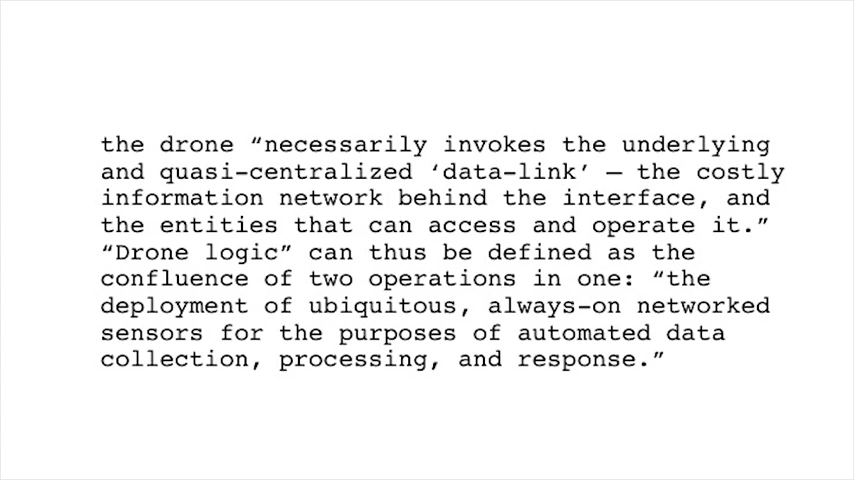 the drone “necessarily invokes the underlying
and quasi-centralized ‘data-link’ — the costly
information network behind the interface, and
the entities that can access and operate it.”
“Drone logic” can thus be defined as the
confluence of two operations in one: “the
deployment of ubiquitous, always-on networked
sensors for the purposes of automated data
collection, processing, and response.”